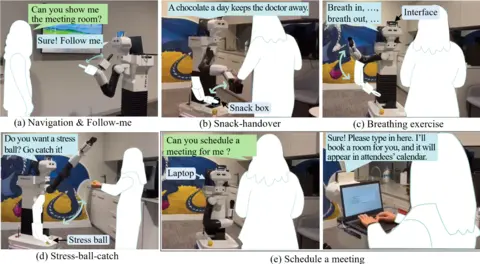 Can you show me
the meeting room?
Sure! Follow me.
(a) Navigation & Follow-me
A chocolate a day keeps the doctor away.
Snack box
(b) Snack-handover
Breath in, ...,
breath out, ...
Interface
(c) Breathing exercise
Do you want a stress
ball? Go catch it!
Stress ball
(d) Stress-ball-catch
Can you schedule a
meeting for me ?
Laptop
Sure! Please type in here. I'll
book a room for you, and it will
appear in attendees' calendar.
(e) Schedule a meeting